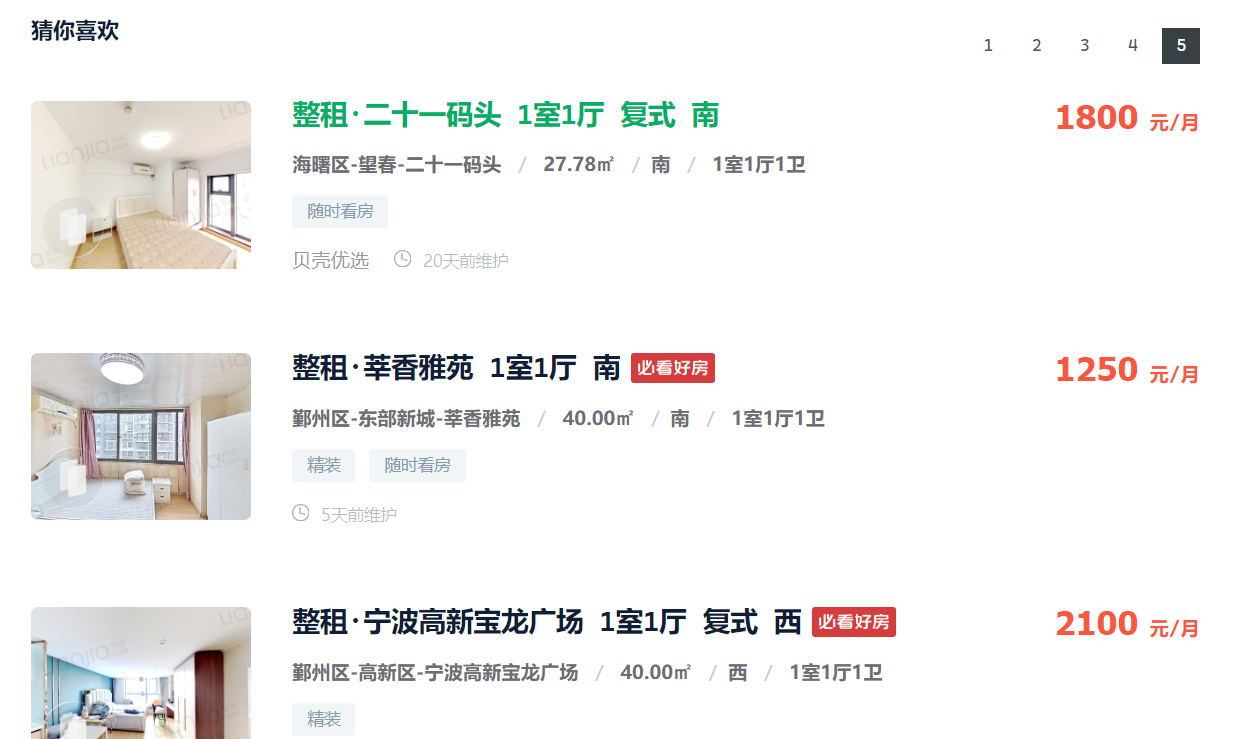 猜你喜欢
1 2 3 4 5
整租·二十一码头 1室1厅 复式 南
1800 元/月
海曙区-望春-二十一码头 / 27.78㎡ / 南 / 1室1厅1卫
随时看房
贝壳优选 20天前维护
整租·莘香雅苑 1室1厅 南 必看好房
1250 元/月
鄞州区-东部新城-莘香雅苑 / 40.00㎡ / 南 / 1室1厅1卫
精装 随时看房
5天前维护
整租·宁波高新宝龙广场 1室1厅 复式 西 必看好房
2100 元/月
鄞州区-高新区-宁波高新宝龙广场 / 40.00㎡ / 西 / 1室1厅1卫
精装